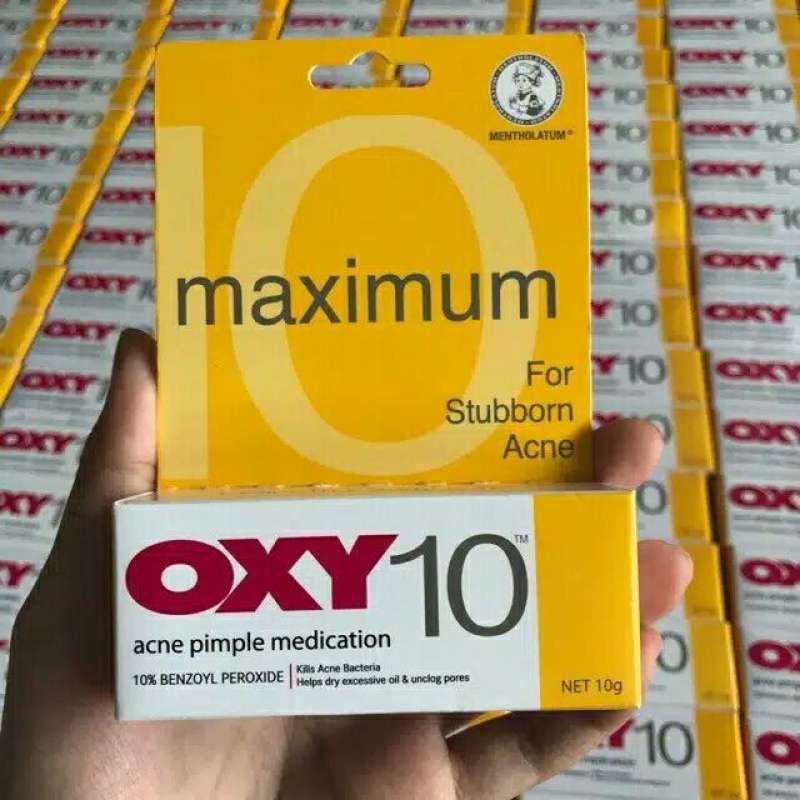 10
MENTHOLATUM®
maximum
For
Stubborn
Acne
OXY10™
acne pimple medication
10% BENZOYL PEROXIDE
Kills Acne Bacteria
Helps dry excessive oil & unclog pores
NET 10g